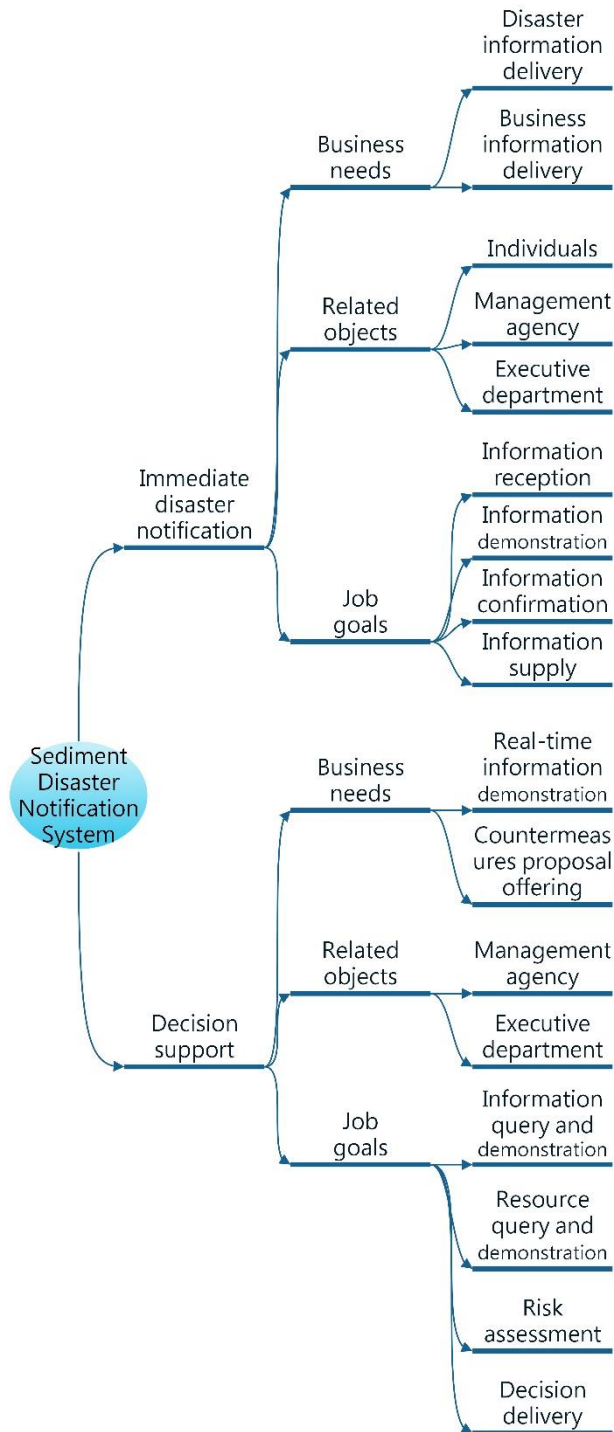 Disaster
information
delivery
Business
information
delivery
Business
needs
Individuals
Management
agency
Executive
department
Related
objects
Information
reception
Information
demonstration
Information
confirmation
Information
supply
Job
goals
Immediate
disaster
notification
Sediment
Disaster
Notification
System
Real-time
information
demonstration
Countermeas
ures proposal
offering
Business
needs
Management
agency
Executive
department
Related
objects
Decision
support
Information
query and
demonstration
Resource
query and
demonstration
Risk
assessment
Decision
delivery
Job
goals